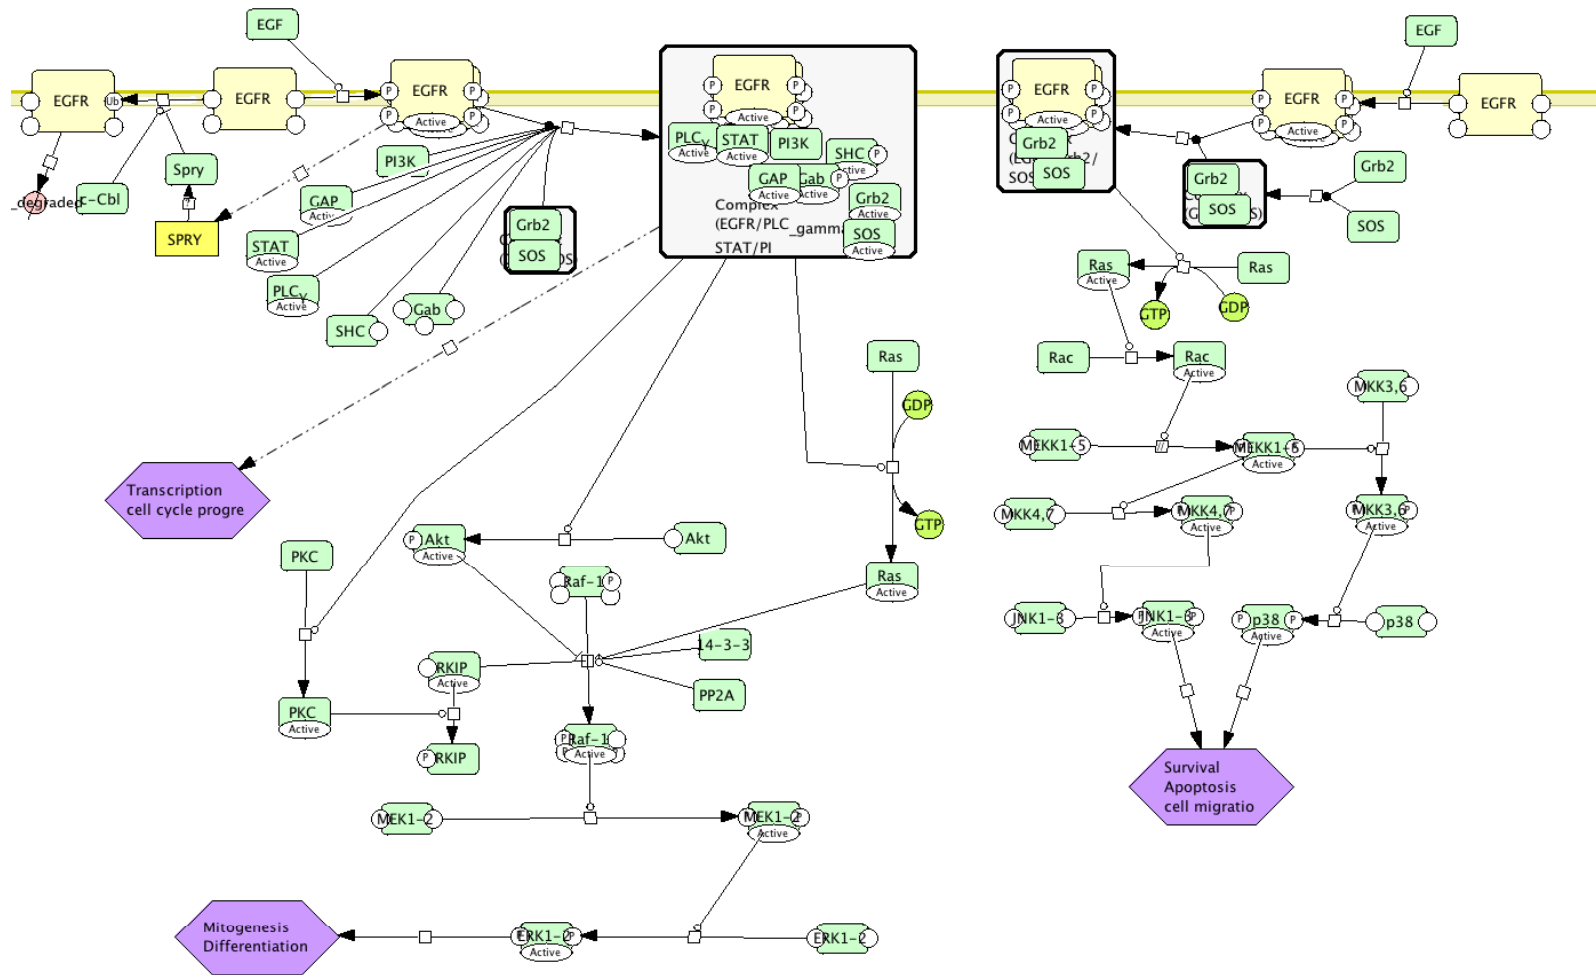 EGF
EGF
EGFR
Ub
EGFR
P
EGFR
P
P
P
Active
P
EGFR
P
P
P
Active
P
EGFR
P
P
P
Active
P
EGFR
P
P
P
Active
EGFR
PLCγ
Active
STAT
Active
PI3K
SHC
P
Active
GAP
Active
Gab
P
Active
Grb2
Active
SOS
Active
Complex
(EGFR/PLC_gamma
STAT/PI
Grb2
SOS
Grb2
SOS
Grb2
SOS
_degraded
c-Cbl
Spry
SPRY
PI3K
GAP
Active
STAT
Active
PLCγ
Active
SHC
Gab
Grb2
SOS
Ras
Active
Ras
GTP
GDP
Rac
Rac
Active
Ras
GDP
GTP
Ras
Active
MKK3,6
MEKK1-5
MEKK1-5
Active
MKK4,7
P
MKK4,7
P
Active
P
MKK3,6
P
Active
JNK1-3
P
JNK1-3
P
Active
P
p38
P
Active
p38
Survival
Apoptosis
cell migratio
Transcription
cell cycle progre
PKC
P
Akt
Active
Akt
Raf-1
P
14-3-3
PP2A
RKIP
Active
PKC
Active
P
RKIP
P
Raf-1
Active
MEK1-2
P
MEK1-2
P
Active
Mitogenesis
Differentiation
P
ERK1-2
P
Active
ERK1-2